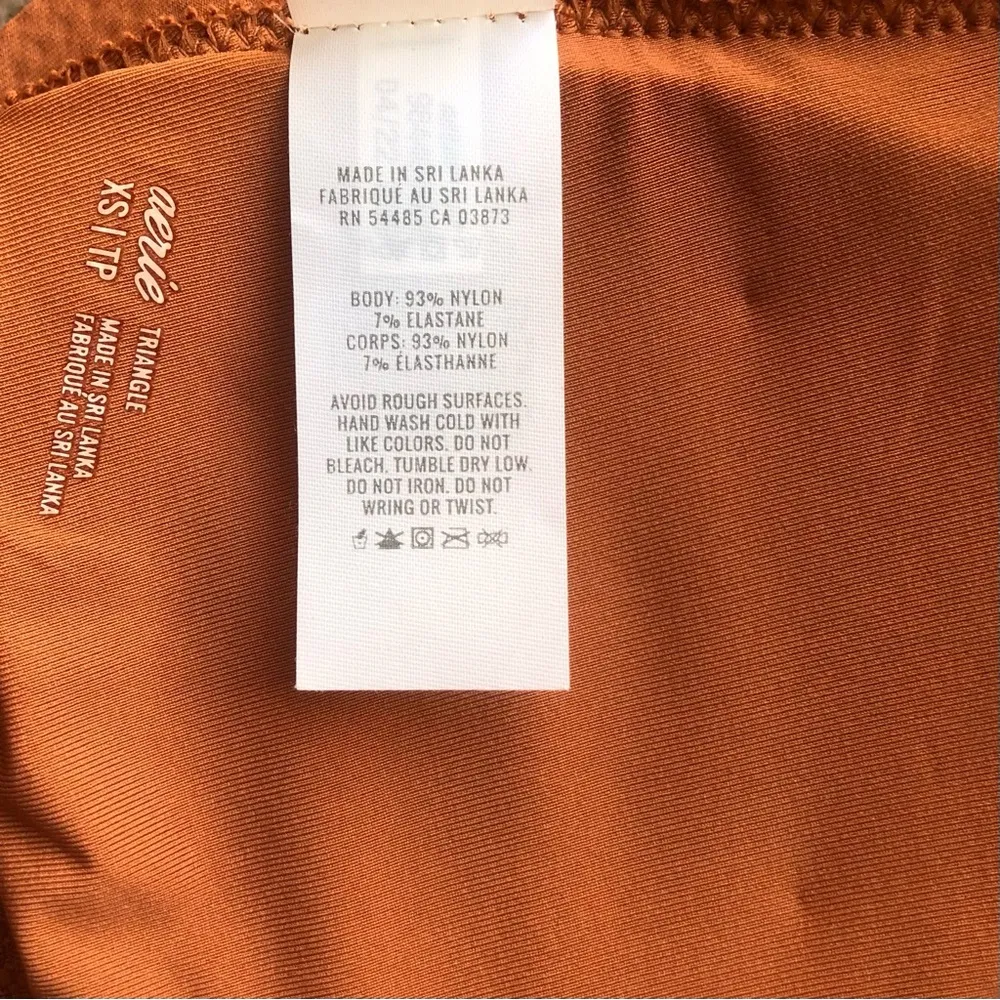 MADE IN SRI LANKA
FABRIQUÉ AU SRI LANKA
RN 54485 CA 03873
BODY: 93% NYLON
7% ELASTANE
CORPS: 93% NYLON
7% ÉLASTHANNE
AVOID ROUGH SURFACES.
HAND WASH COLD WITH
LIKE COLORS. DO NOT
BLEACH. TUMBLE DRY LOW.
DO NOT IRON. DO NOT
WRING OR TWIST.
aerie TRIANGLE
XS | TP
MADE IN SRI LANKA
FABRIQUÉ AU SRI LANKA